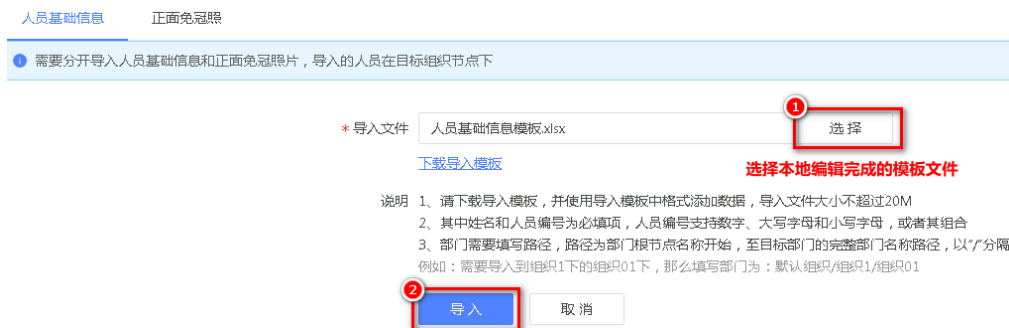 人员基础信息 正面免冠照
需要分开导入人员基础信息和正面免冠照片，导入的人员在目标组织节点下
1
*导入文件 人员基础信息模板.xlsx 选择
下载导入模板 选择本地编辑完成的模板文件
说明 1、请下载导入模板，并使用导入模板中格式添加数据，导入文件大小不超过20M
2、其中姓名和人员编号为必填项，人员编号支持数字、大写字母和小写字母，或者其组合
3、部门需要填写路径，路径为部门根节点名称开始，至目标部门的完整部门名称路径，以"/"分隔
例如：需要导入到组织1下的组织01下，那么填写部门为：默认组织/组织1/组织01
2
导入 取消